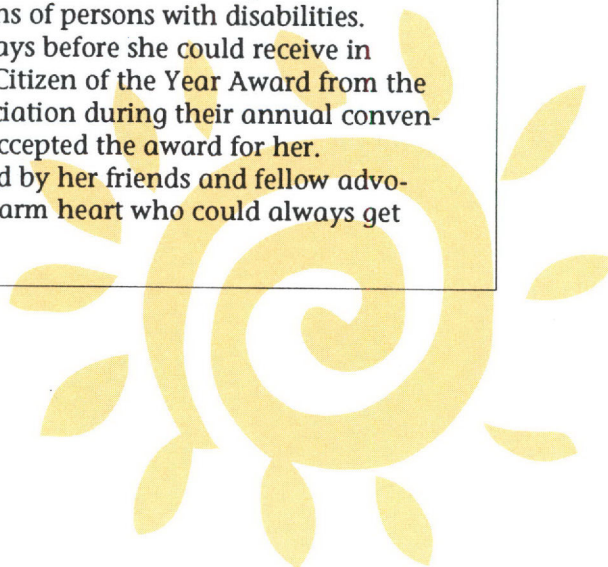 ns of persons with disabilities.
ays before she could receive in
Citizen of the Year Award from the
iation during their annual conven-
ccepted the award for her.
d by her friends and fellow advo-
arm heart who could always get